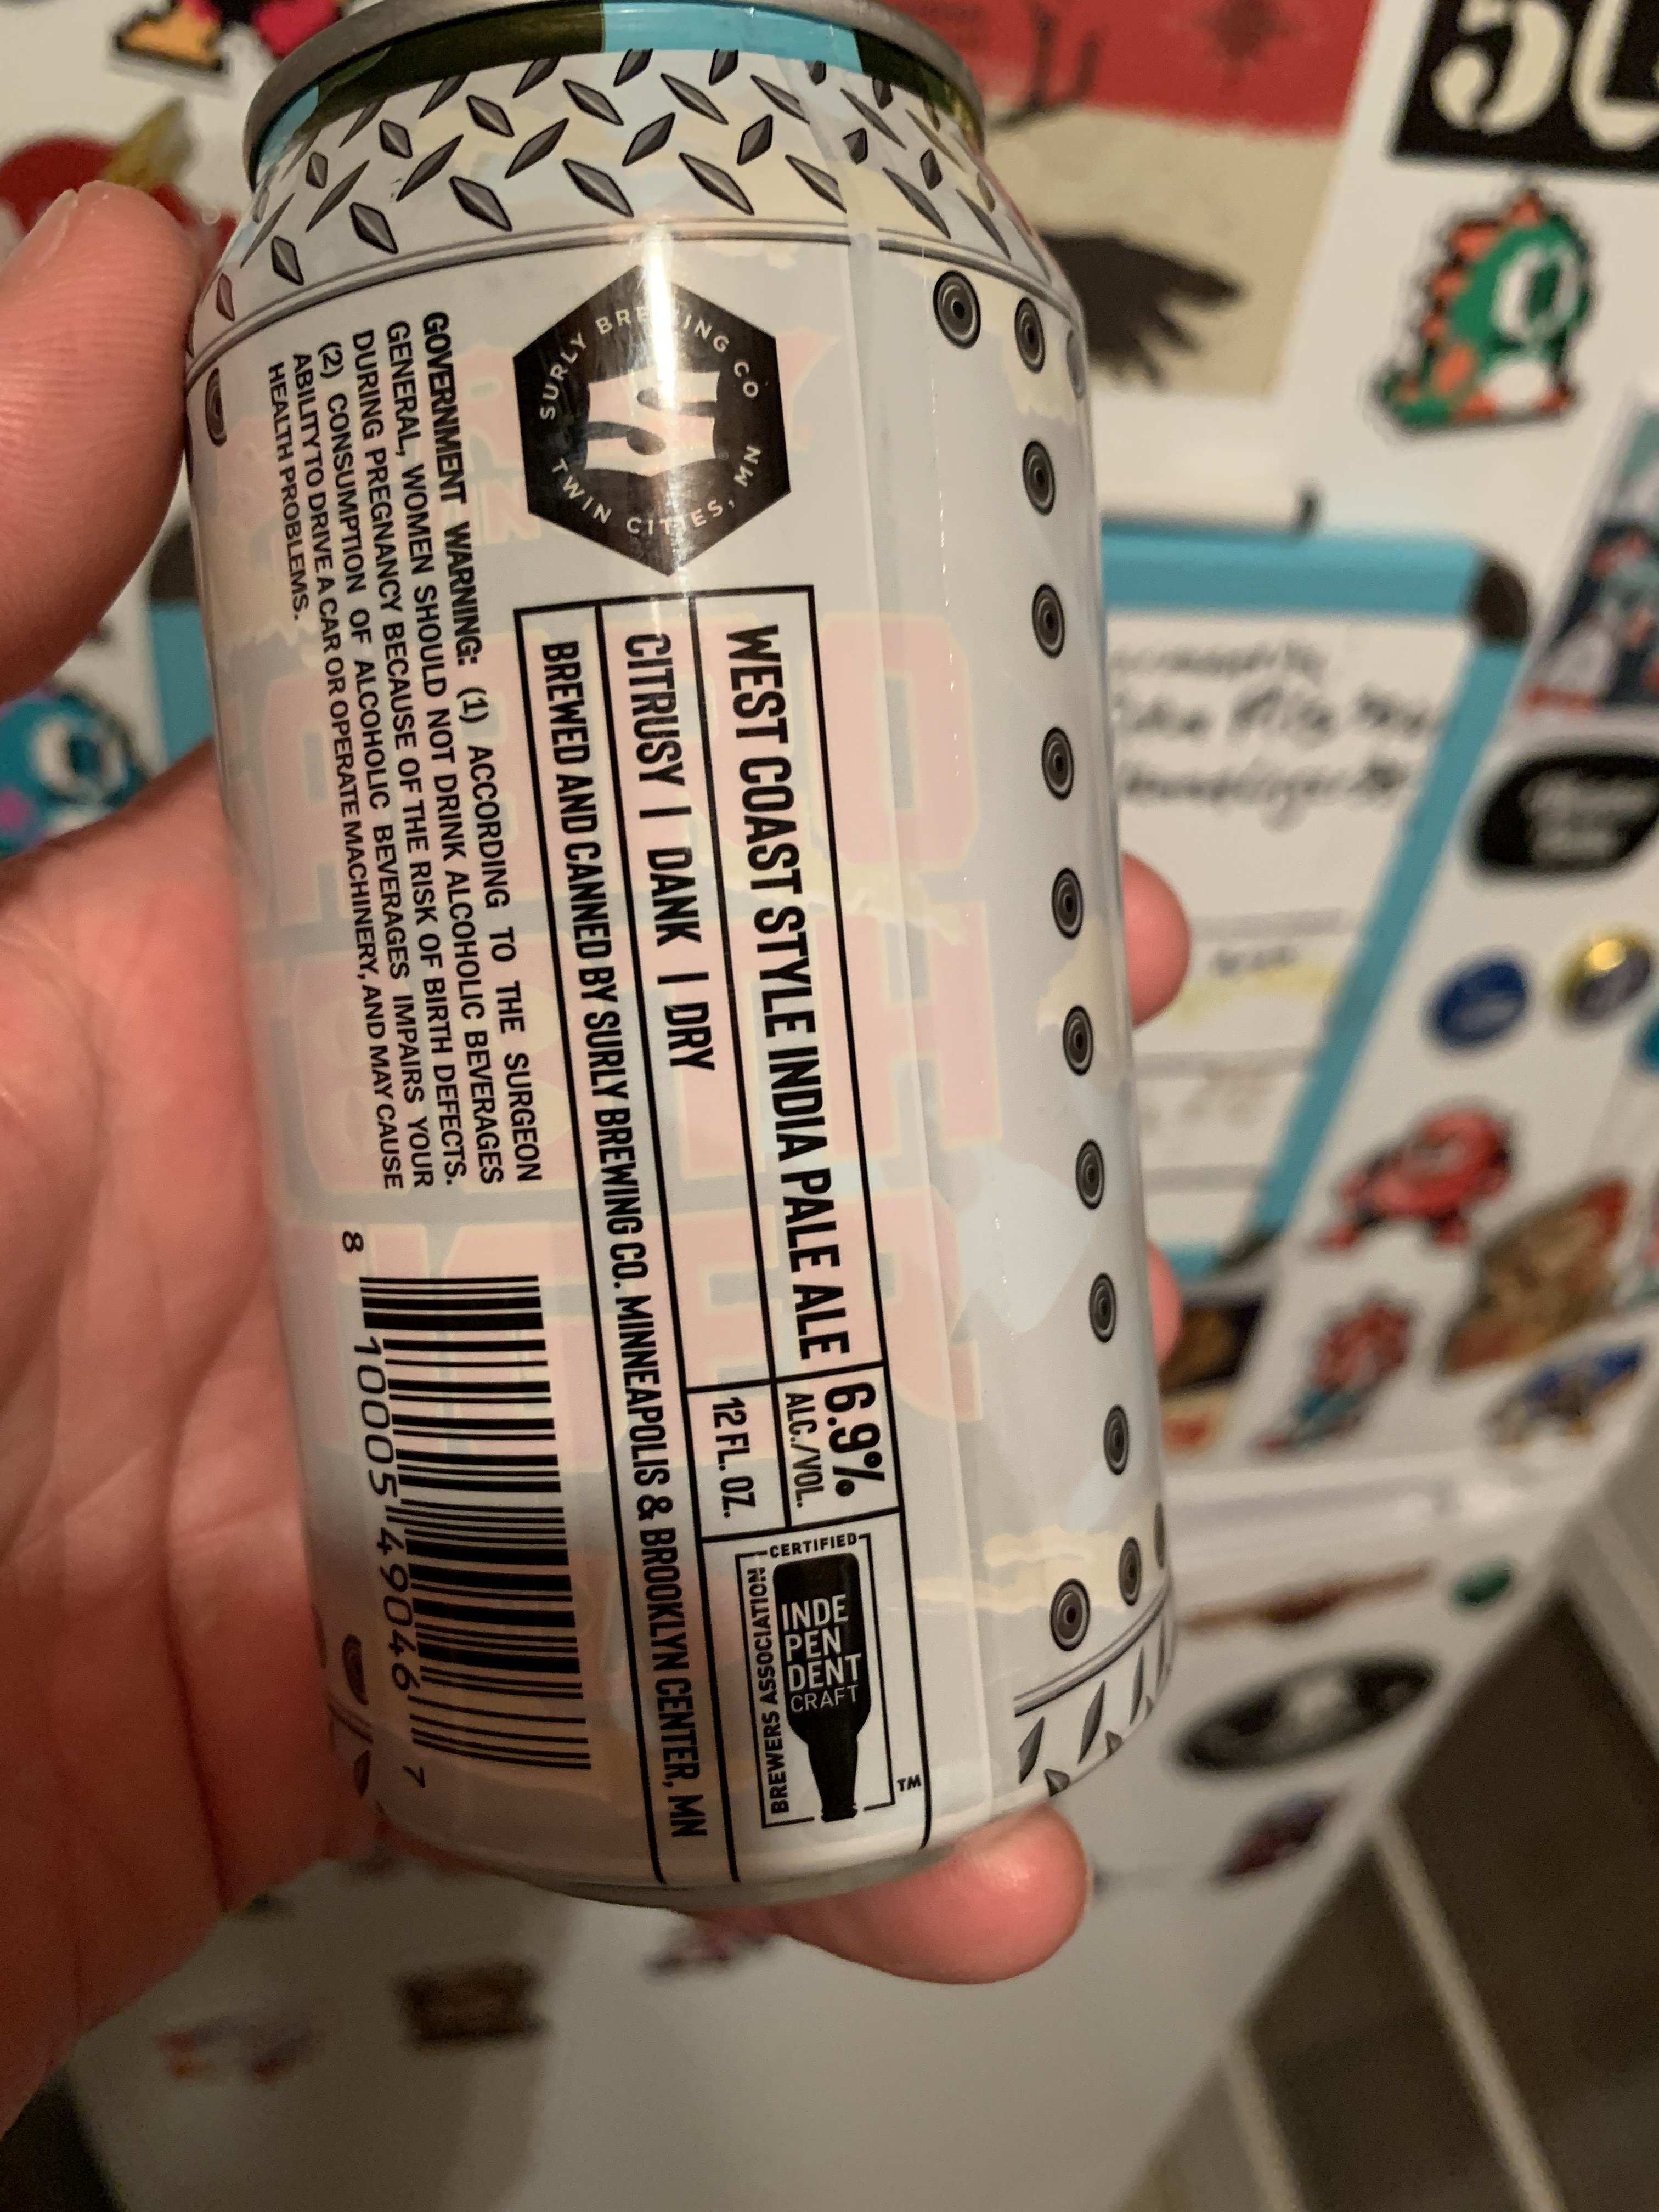 SURLY BREWING CO
TWIN CITIES, MN
WEST COAST STYLE INDIA PALE ALE
6.9%
ALC./VOL.
CITRUSY | DANK | DRY
12 FL. OZ.
BREWED AND CANNED BY SURLY BREWING CO. MINNEAPOLIS & BROOKLYN CENTER, MN
CERTIFIED
INDE
PEN
DENT
CRAFT
BREWERS ASSOCIATION
TM
GOVERNMENT WARNING: (1) ACCORDING TO THE SURGEON
GENERAL, WOMEN SHOULD NOT DRINK ALCOHOLIC BEVERAGES
DURING PREGNANCY BECAUSE OF THE RISK OF BIRTH DEFECTS.
(2) CONSUMPTION OF ALCOHOLIC BEVERAGES IMPAIRS YOUR
ABILITY TO DRIVE A CAR OR OPERATE MACHINERY, AND MAY CAUSE
HEALTH PROBLEMS.
8 10005 49046 7